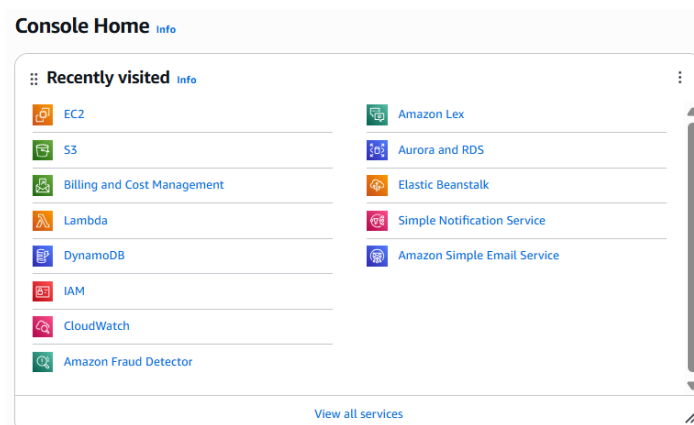 Console Home Info
Recently visited Info
EC2
S3
Billing and Cost Management
Lambda
DynamoDB
IAM
CloudWatch
Amazon Fraud Detector
Amazon Lex
Aurora and RDS
Elastic Beanstalk
Simple Notification Service
Amazon Simple Email Service
View all services